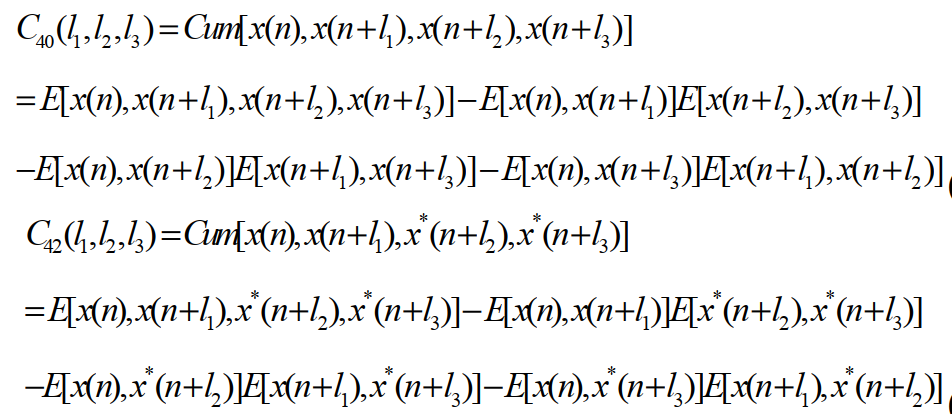 C₄₀(l₁,l₂,l₃)=Cum[x(n),x(n+l₁),x(n+l₂),x(n+l₃)]
=E[x(n),x(n+l₁),x(n+l₂),x(n+l₃)]−E[x(n),x(n+l₁)]E[x(n+l₂),x(n+l₃)]
−E[x(n),x(n+l₂)]E[x(n+l₁),x(n+l₃)]−E[x(n),x(n+l₃)]E[x(n+l₁),x(n+l₂)](
C₄₂(l₁,l₂,l₃)=Cum[x(n),x(n+l₁),x*(n+l₂),x*(n+l₃)]
=E[x(n),x(n+l₁),x*(n+l₂),x*(n+l₃)]−E[x(n),x(n+l₁)]E[x*(n+l₂),x*(n+l₃)]
−E[x(n),x*(n+l₂)]E[x(n+l₁),x*(n+l₃)]−E[x(n),x*(n+l₃)]E[x(n+l₁),x*(n+l₂)](